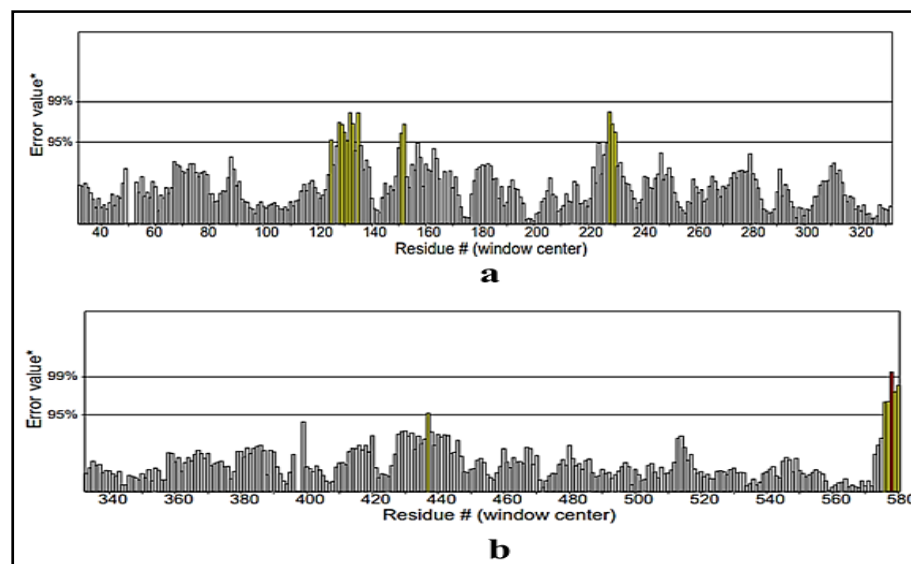 Error value*
99%
95%
40 60 80 100 120 140 160 180 200 220 240 260 280 300 320
Residue # (window center)
a
Error value*
99%
95%
340 360 380 400 420 440 460 480 500 520 540 560 580
Residue # (window center)
b